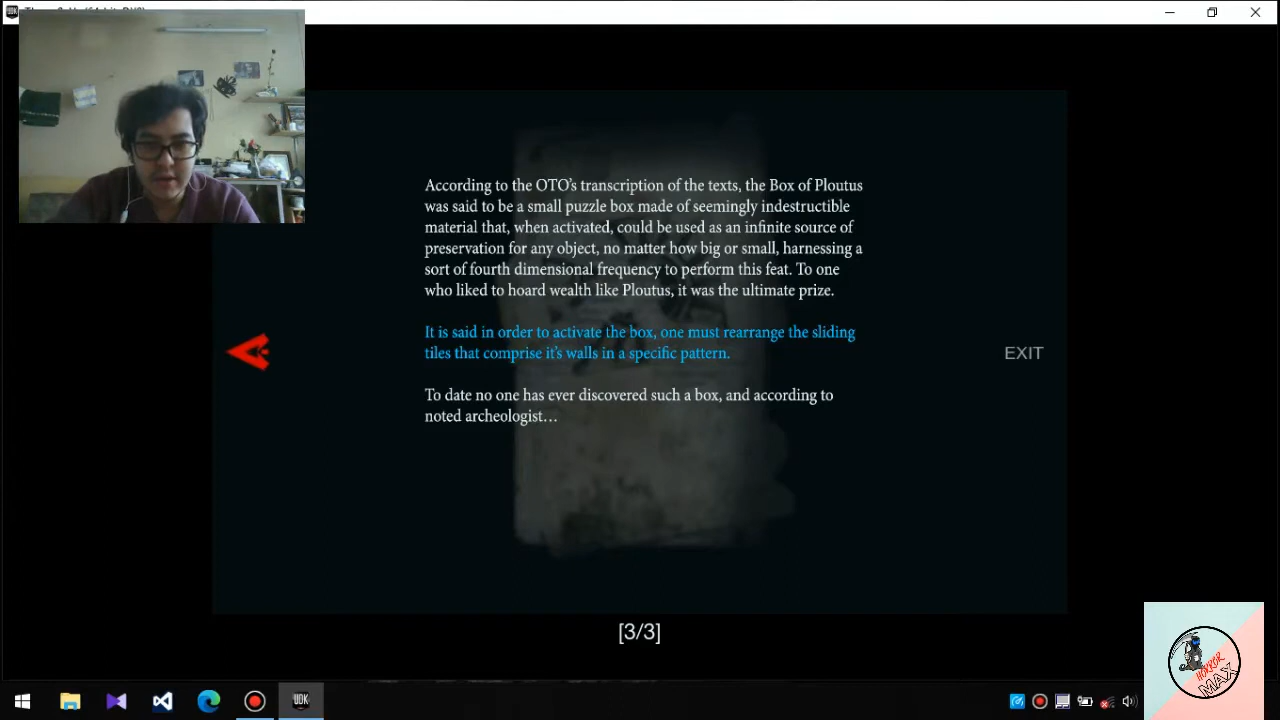 According to the OTO's transcription of the texts, the Box of Ploutus
was said to be a small puzzle box made of seemingly indestructible
material that, when activated, could be used as an infinite source of
preservation for any object, no matter how big or small, harnessing a
sort of fourth dimensional frequency to perform this feat. To one
who liked to hoard wealth like Ploutus, it was the ultimate prize.
It is said in order to activate the box, one must rearrange the sliding
tiles that comprise it's walls in a specific pattern.
To date no one has ever discovered such a box, and according to
noted archeologist…
EXIT
[3/3]
UDK
HORROR
MAX